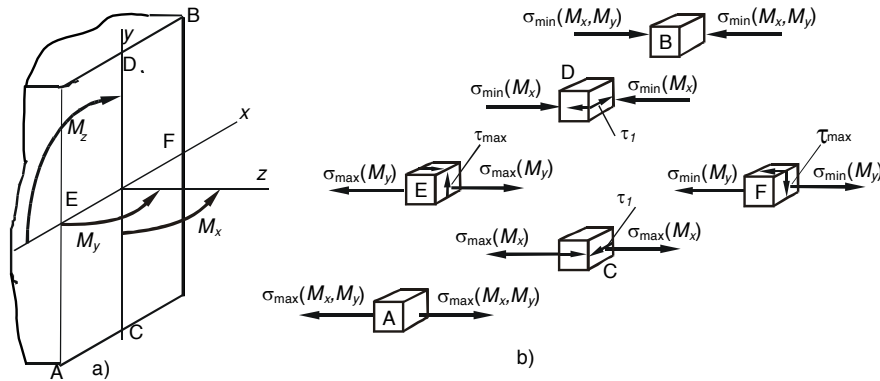 B
y
D
x
M_z
F
E
z
M_y
M_x
C
A
a)
σ_min(M_x,M_y)
σ_min(M_x,M_y)
B
D
σ_min(M_x)
σ_min(M_x)
τ_1
τ_max
τ_max
σ_max(M_y)
σ_max(M_y)
E
σ_min(M_y)
σ_min(M_y)
F
τ_1
σ_max(M_x)
σ_max(M_x)
C
σ_max(M_x,M_y)
σ_max(M_x,M_y)
A
b)